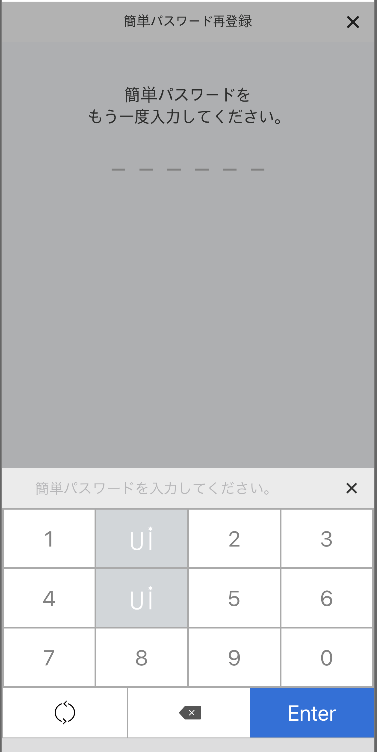 簡単パスワード再登録
簡単パスワードを
もう一度入力してください。
簡単パスワードを入力してください。
1 ui 2 3
4 ui 5 6
7 8 9 0
Enter